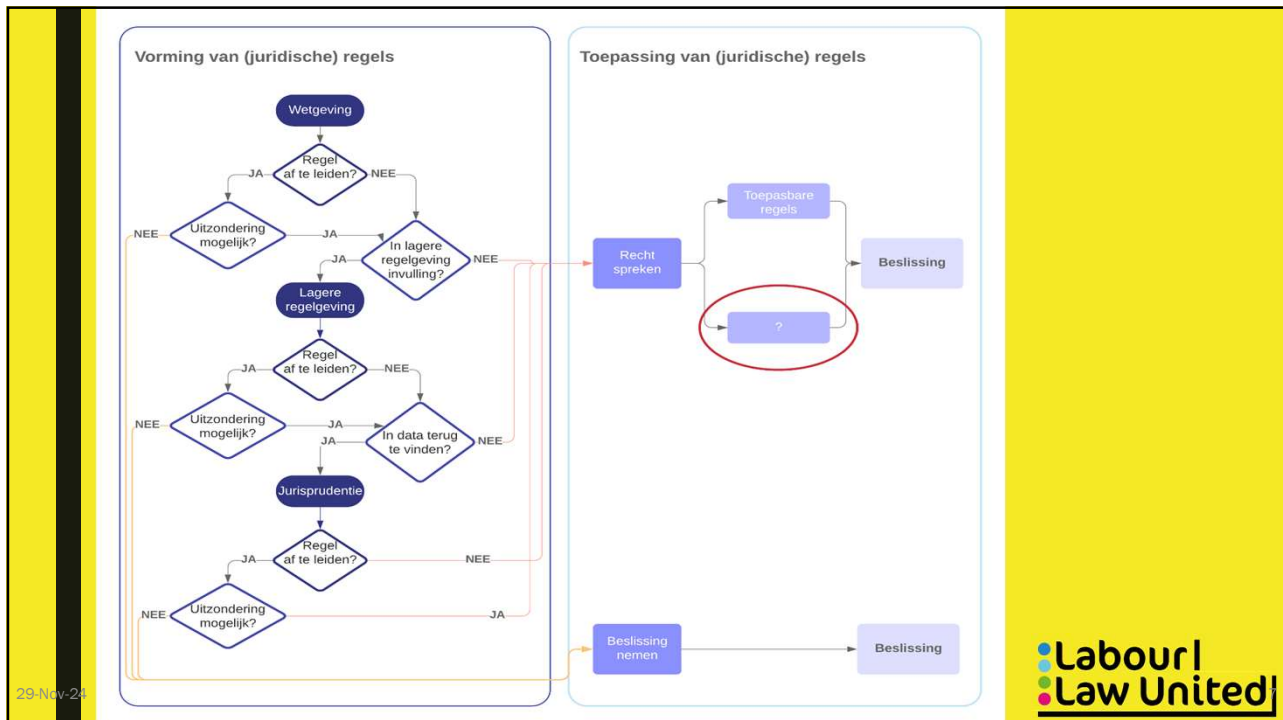 Vorming van (juridische) regels
Wetgeving
Regel
af te leiden?
JA
NEE
Uitzondering
mogelijk?
NEE
JA
In lagere
regelgeving
invulling?
JA
NEE
Lagere
regelgeving
Regel
af te leiden?
JA
NEE
Uitzondering
mogelijk?
NEE
JA
In data terug
te vinden?
JA
NEE
Jurisprudentie
Regel
af te leiden?
JA
NEE
Uitzondering
mogelijk?
NEE
JA
Toepassing van (juridische) regels
Recht
spreken
Toepasbare
regels
?
Beslissing
Beslissing
nemen
Beslissing
29-Nov-24
Labour
Law United
7